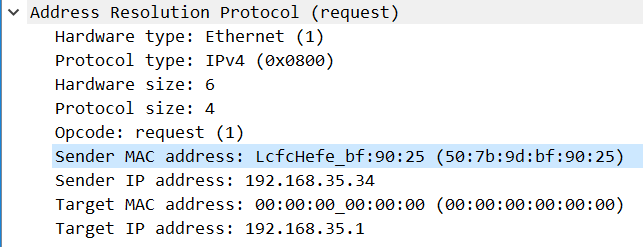 Address Resolution Protocol (request)
Hardware type: Ethernet (1)
Protocol type: IPv4 (0x0800)
Hardware size: 6
Protocol size: 4
Opcode: request (1)
Sender MAC address: LcfcHefe_bf:90:25 (50:7b:9d:bf:90:25)
Sender IP address: 192.168.35.34
Target MAC address: 00:00:00_00:00:00 (00:00:00:00:00:00)
Target IP address: 192.168.35.1